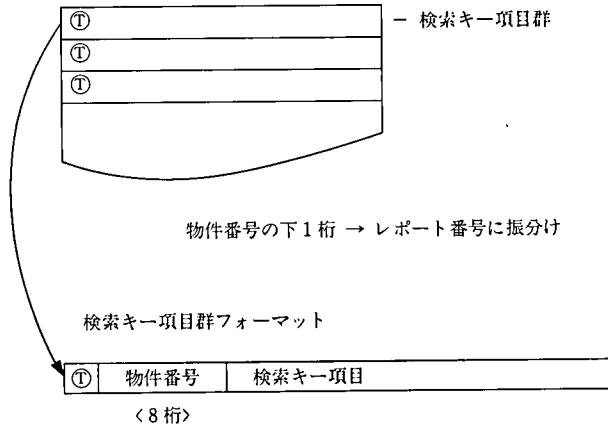 Ⓣ
－ 検索キー項目群
Ⓣ
Ⓣ
物件番号の下1桁 → レポート番号に振分け
検索キー項目群フォーマット
Ⓣ 物件番号 検索キー項目
〈8桁〉